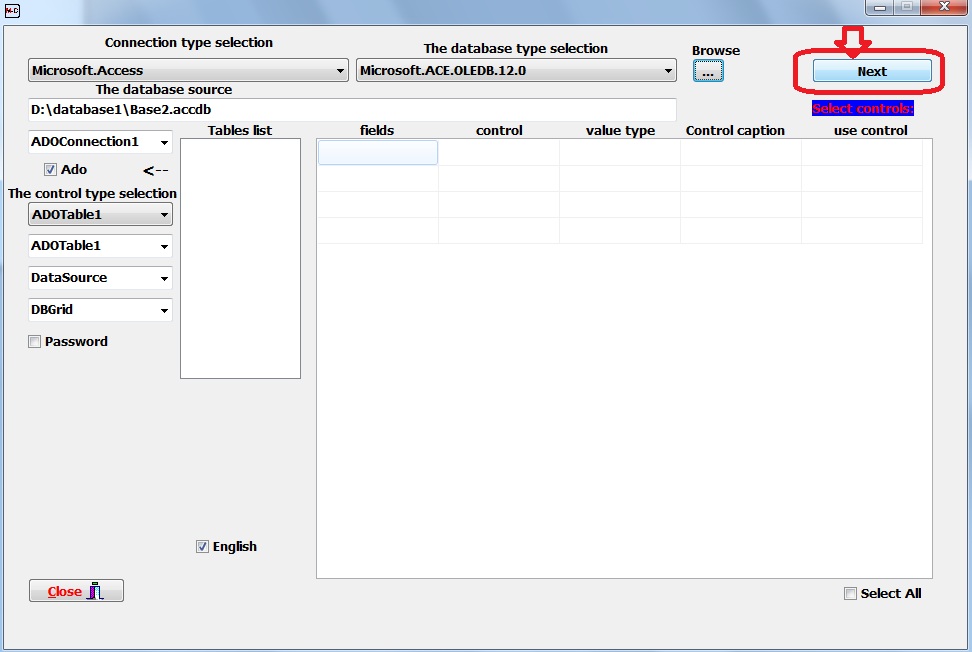 Connection type selection
The database type selection
Browse
Microsoft.Access
Microsoft.ACE.OLEDB.12.0
...
Next
The database source
D:\database1\Base2.accdb
Select controls:
ADOConnection1
Tables list
fields
control
value type
Control caption
use control
Ado
<--
The control type selection
ADOTable1
ADOTable1
DataSource
DBGrid
Password
English
Close
Select All